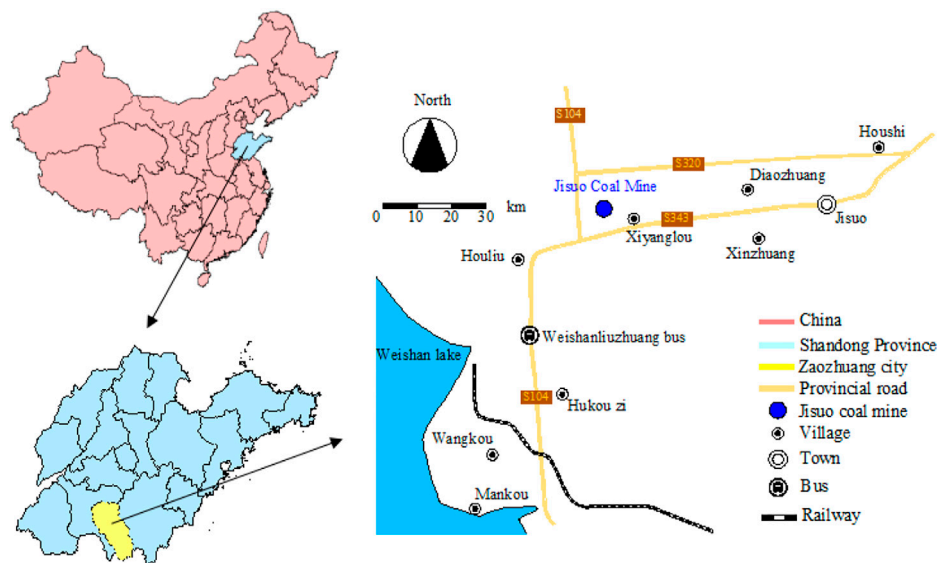 North
S104
Houshi
S320
Diaozhuang
Jisuo Coal Mine
0 10 20 30 km
S343
Jisuo
Xiyanglou
Xinzhuang
Houliu
Weishanliuzhuang bus
Weishan lake
S104
Hukou zi
Wangkou
Mankou
China
Shandong Province
Zaozhuang city
Provincial road
Jisuo coal mine
Village
Town
Bus
Railway